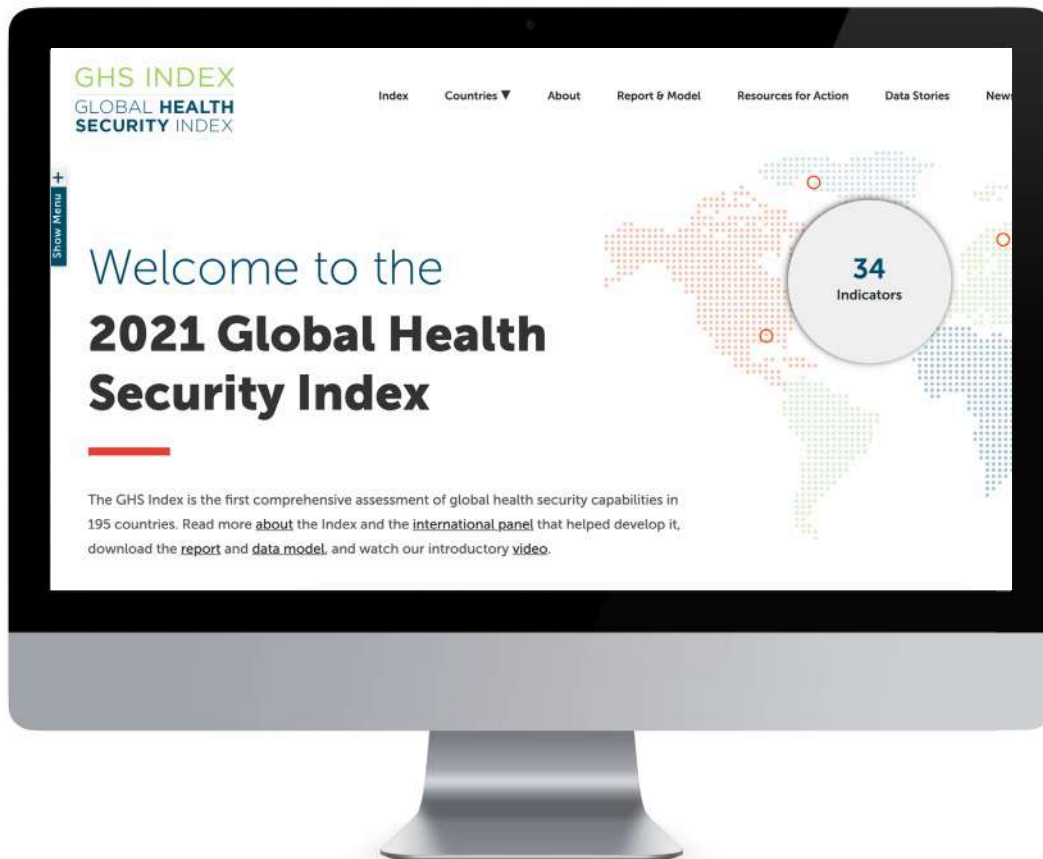 GHS INDEX
GLOBAL HEALTH
SECURITY INDEX
Index Countries ▼ About Report & Model Resources for Action Data Stories News
Show Menu +
Welcome to the
2021 Global Health
Security Index
34
Indicators
The GHS Index is the first comprehensive assessment of global health security capabilities in
195 countries. Read more about the Index and the international panel that helped develop it,
download the report and data model, and watch our introductory video.